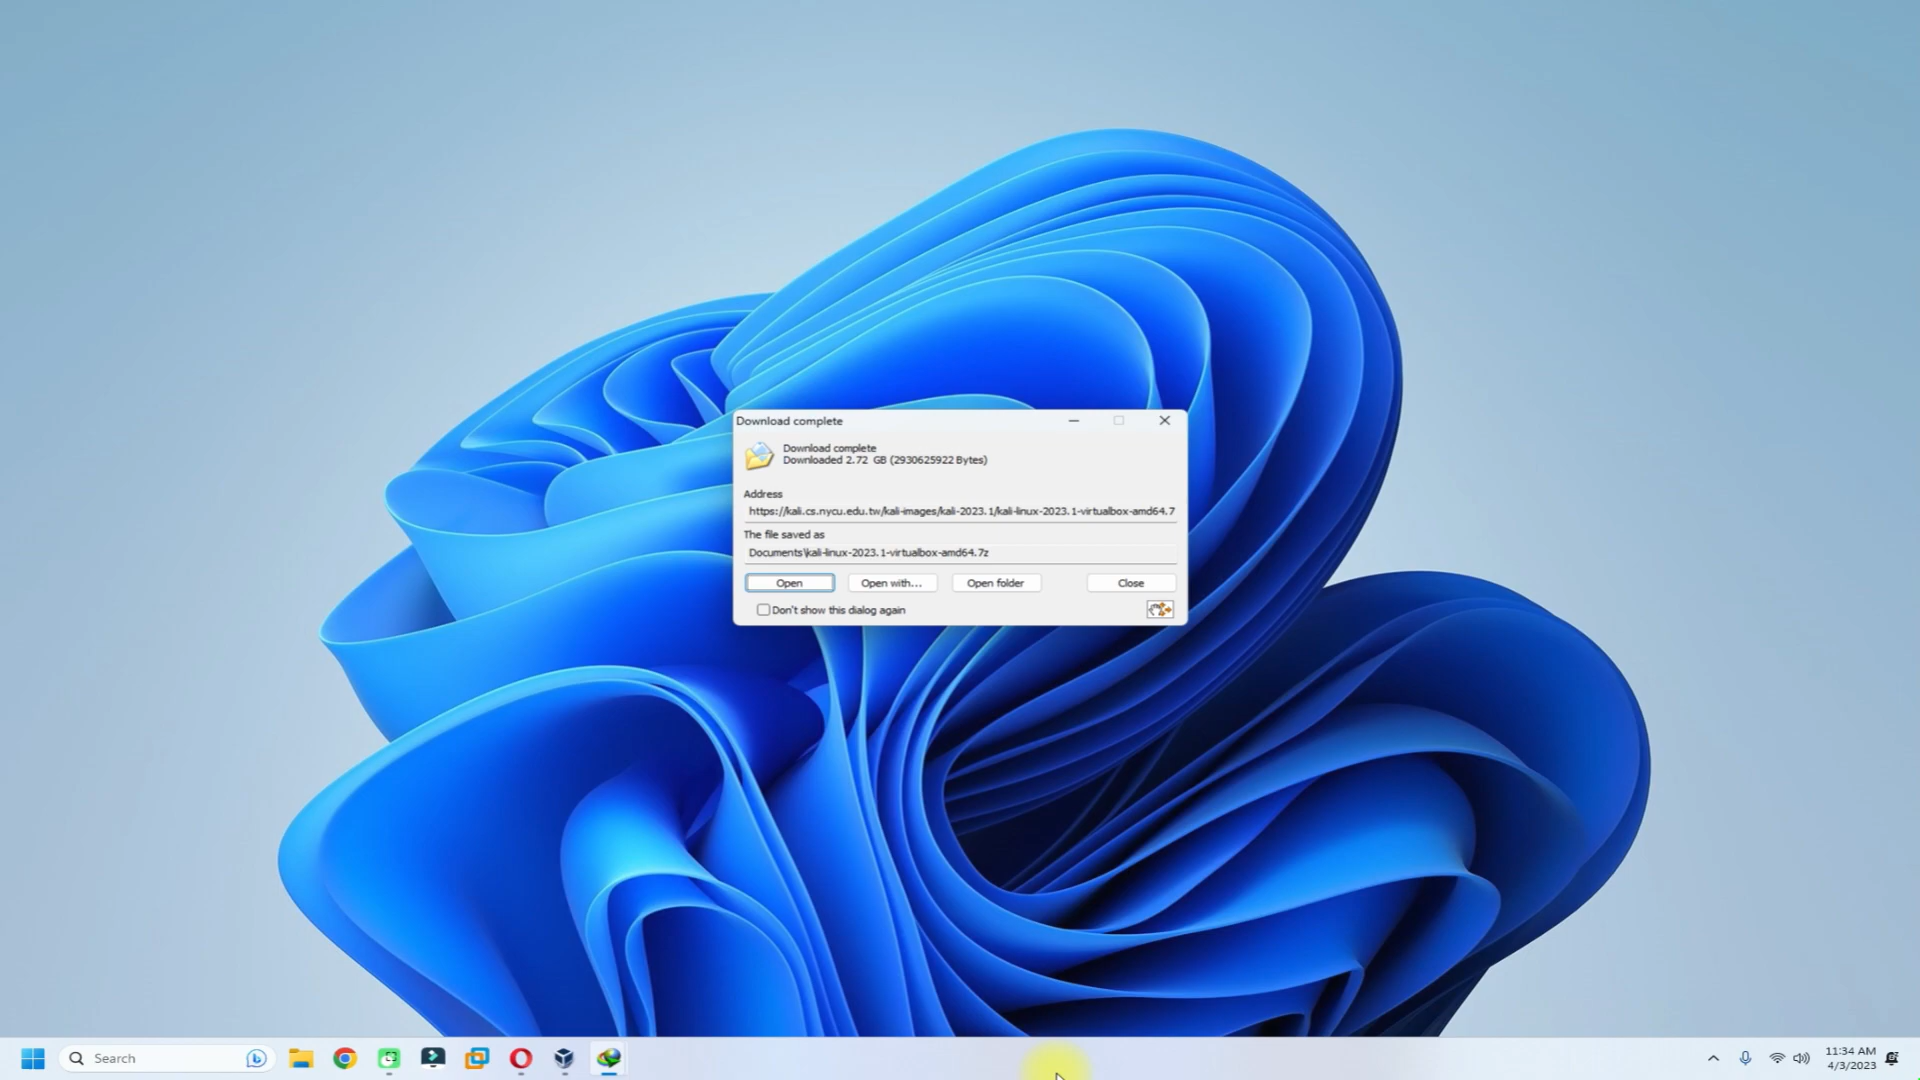 Download complete
Download complete
Downloaded 2.72 GB (2930625922 Bytes)
Address
https://kali.cs.nycu.edu.tw/kali-images/kali-2023.1/kali-linux-2023.1-virtualbox-amd64.7
The file saved as
Documents\kali-linux-2023.1-virtualbox-amd64.7z
Open Open with... Open folder Close
Don't show this dialog again
Search
11:34 AM
4/3/2023